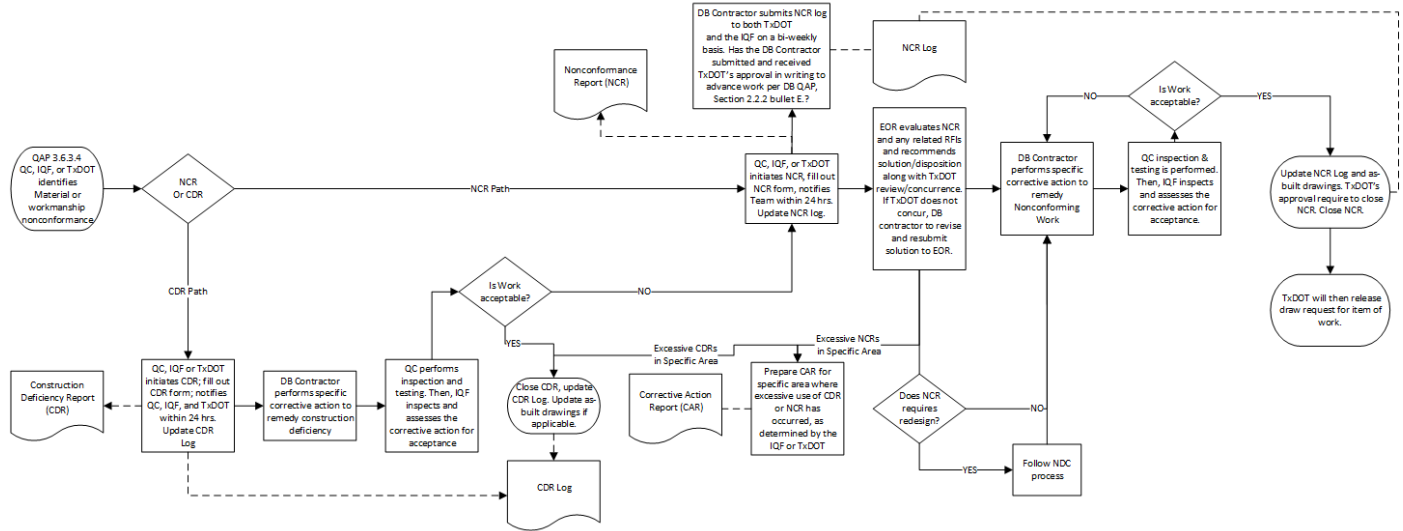 DB Contractor submits NCR log
to both TxDOT
and the IQF on a bi-weekly
basis. Has the DB Contractor
submitted and received
TxDOT's approval in writing to
advance work per DB QAP,
Section 2.2.2 bullet E.?
NCR Log
Nonconformance
Report (NCR)
Is Work
acceptable?
NO
YES
QAP 3.6.3.4
QC, IQF, or TxDOT
identifies
Material or
workmanship
nonconformance
NCR
Or CDR
NCR Path
QC, IQF, or TxDOT
initiates NCR, fill out
NCR form, notifies
Team within 24 hrs.
Update NCR log.
EOR evaluates NCR
and any related RFIs
and recommends
solution/disposition
along with TxDOT
review/concurrence.
If TxDOT does not
concur, DB
contractor to revise
and resubmit
solution to EOR.
DB Contractor
performs specific
corrective action to
remedy
Nonconforming
Work
QC inspection &
testing is performed.
Then, IQF inspects
and assesses the
corrective action for
acceptance.
Update NCR Log and as-
built drawings. TxDOT's
approval require to close
NCR. Close NCR.
TxDOT will then release
draw request for item of
work.
CDR Path
Is Work
acceptable?
NO
YES
Excessive CDRs
in Specific Area
Excessive NCRs
in Specific Area
Construction
Deficiency Report
(CDR)
QC, IQF or TxDOT
initiates CDR; fill out
CDR form; notifies
QC, IQF, and TxDOT
within 24 hrs.
Update CDR
Log
DB Contractor
performs specific
corrective action to
remedy construction
deficiency
QC performs
inspection and
testing. Then, IQF
inspects and
assesses the
corrective action for
acceptance
Close CDR, update
CDR Log. Update as-
built drawings if
applicable.
CDR Log
Corrective Action
Report (CAR)
Prepare CAR for
specific area where
excessive use of CDR
or NCR has
occurred, as
determined by the
IQF or TxDOT
Does NCR
requires
redesign?
NO
YES
Follow NDC
process